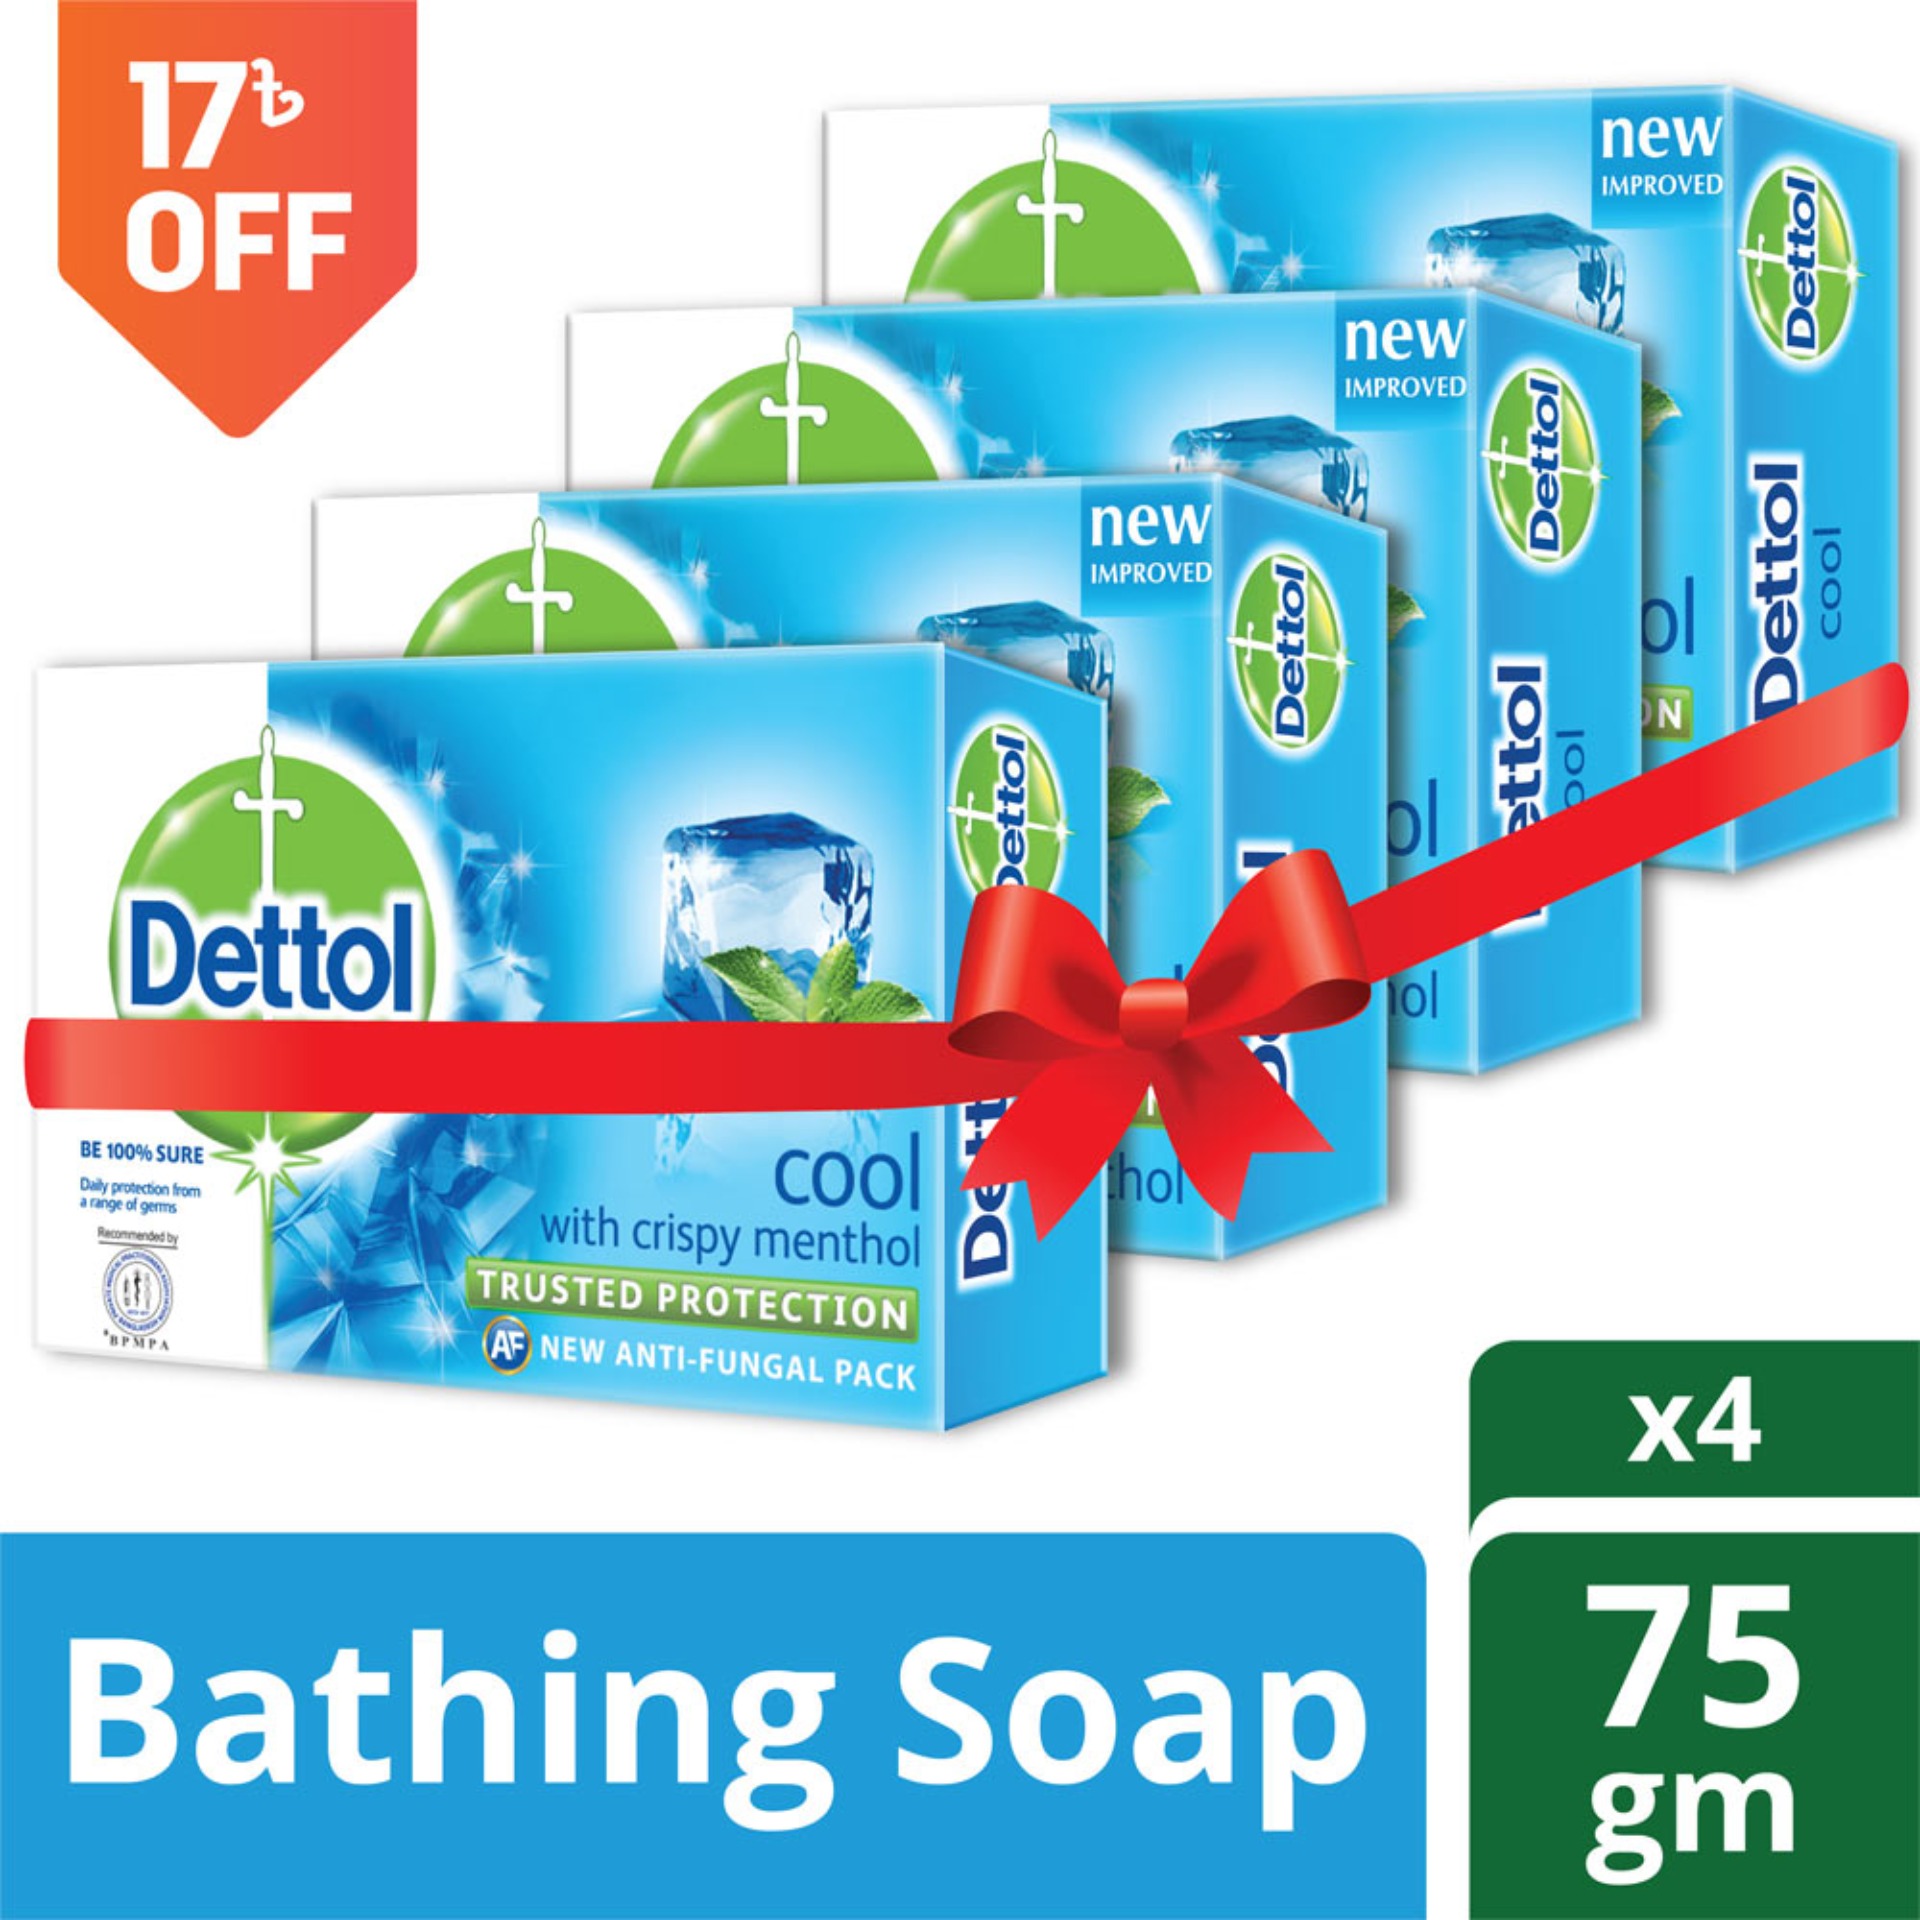 17৳
OFF
new
IMPROVED
Dettol
Dettol
cool
new
IMPROVED
Dettol
new
IMPROVED
Dettol
Dettol
Dettol
BE 100% SURE
Daily protection from
a range of germs
Recommended by
*BPMPA
cool
with crispy menthol
TRUSTED PROTECTION
AF NEW ANTI-FUNGAL PACK
x4
75
gm
Bathing Soap